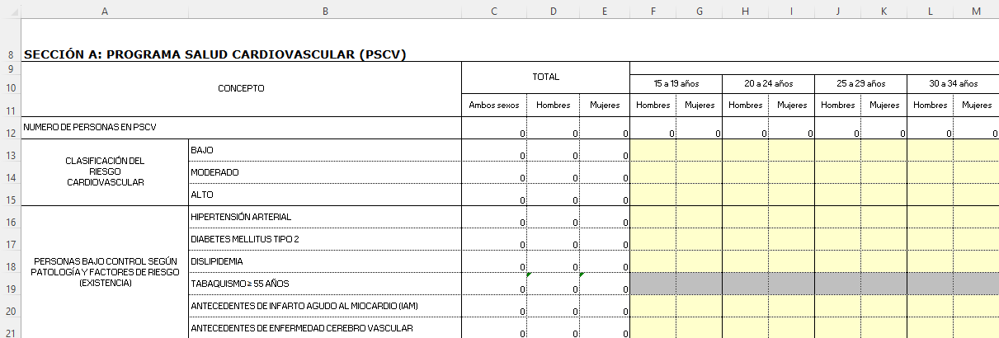 A B C D E F G H I J K L M
8 SECCIÓN A: PROGRAMA SALUD CARDIOVASCULAR (PSCV)
9
10 CONCEPTO TOTAL 15 a 19 años 20 a 24 años 25 a 29 años 30 a 34 años
11 Ambos sexos Hombres Mujeres Hombres Mujeres Hombres Mujeres Hombres Mujeres Hombres Mujeres
12 NUMERO DE PERSONAS EN PSCV 0 0 0 0 0 0 0 0 0 0 0
CLASIFICACIÓN DEL
RIESGO
CARDIOVASCULAR
13 BAJO 0 0 0
14 MODERADO 0 0 0
15 ALTO 0 0 0
PERSONAS BAJO CONTROL SEGÚN
PATOLOGÍA Y FACTORES DE RIESGO
(EXISTENCIA)
16 HIPERTENSIÓN ARTERIAL 0 0 0
17 DIABETES MELLITUS TIPO 2 0 0 0
18 DISLIPIDEMIA 0 0 0
19 TABAQUISMO ≥ 55 AÑOS 0 0 0
20 ANTECEDENTES DE INFARTO AGUDO AL MIOCARDIO (IAM) 0 0 0
21 ANTECEDENTES DE ENFERMEDAD CEREBRO VASCULAR 0 0 0